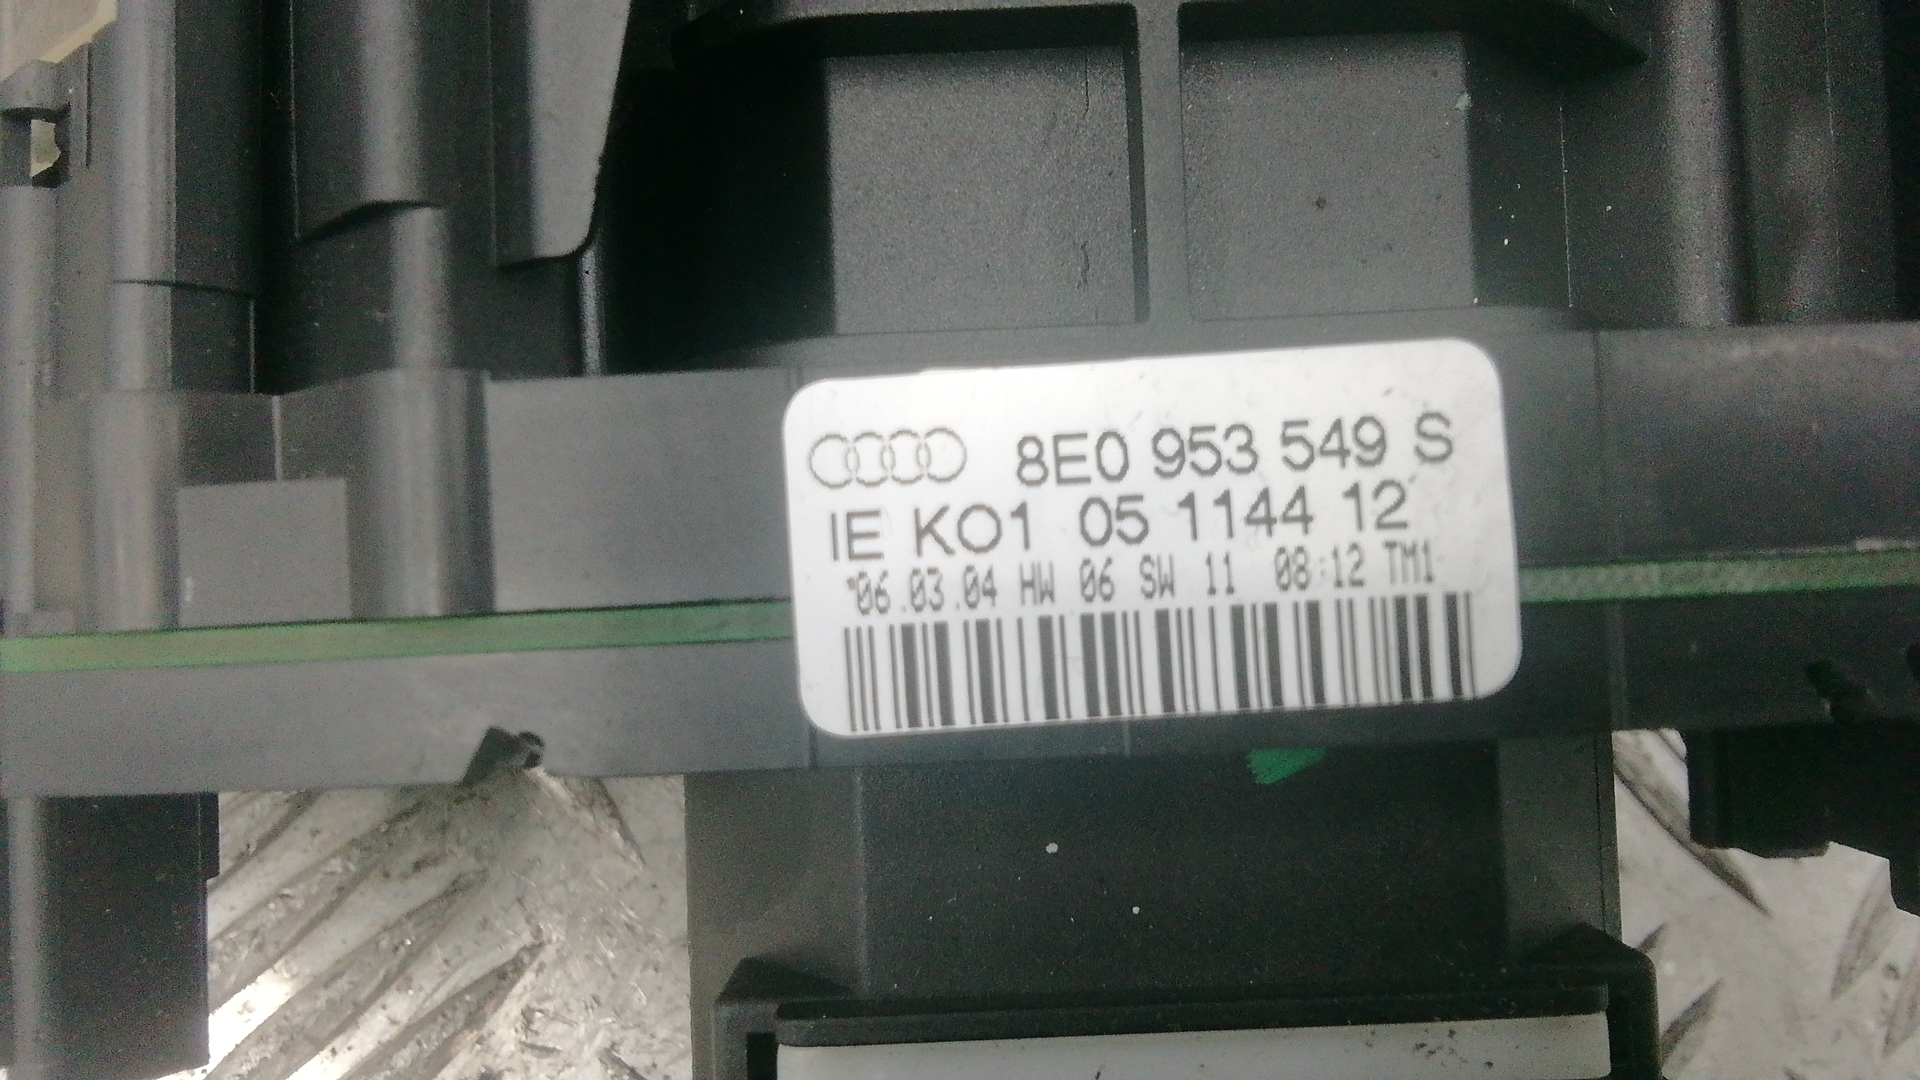 8E0 953 549 S
IE KO1 05 1144 12
06.03.04 HW 06 SW 11 08:12 TM1